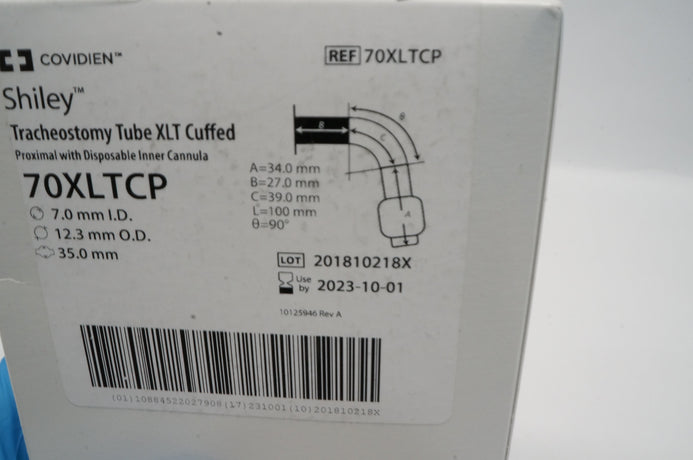 COVIDIEN™
REF 70XLTCP
Shiley™
Tracheostomy Tube XLT Cuffed
Proximal with Disposable Inner Cannula
70XLTCP
7.0 mm I.D.
12.3 mm O.D.
35.0 mm
B
θ
C
A
A=34.0 mm
B=27.0 mm
C=39.0 mm
L=100 mm
θ=90°
LOT 201810218X
Use by 2023-10-01
10125946 Rev A
(01)10884522027908(17)231001(10)201810218X